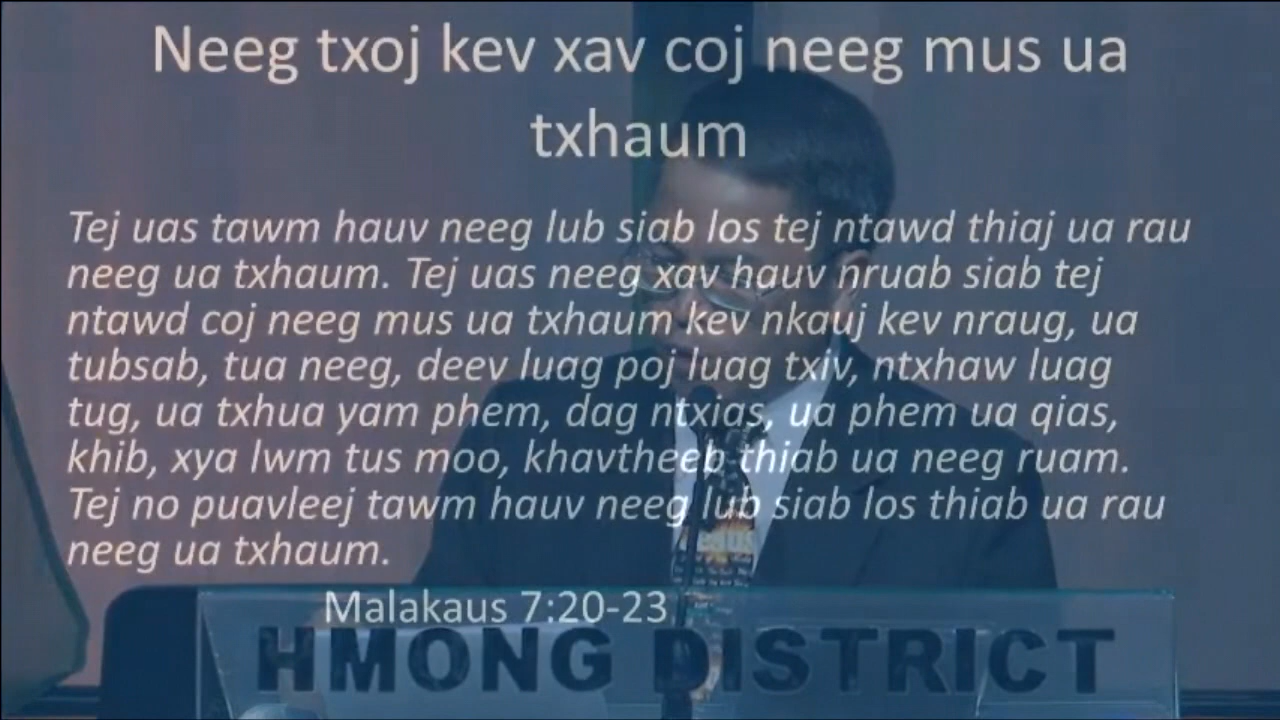 Neeg txoj kev xav coj neeg mus ua
txhaum
Tej uas tawm hauv neeg lub siab los tej ntawd thiaj ua rau
neeg ua txhaum. Tej uas neeg xav hauv nruab siab tej
ntawd coj neeg mus ua txhaum kev nkauj kev nraug, ua
tubsab, tua neeg, deev luag poj luag txiv, ntxhaw luag
tug, ua txhua yam phem, dag ntxias, ua phem ua qias,
khib, xya lwm tus moo, khavtheeb thiab ua neeg ruam.
Tej no puavleej tawm hauv neeg lub siab los thiab ua rau
neeg ua txhaum.
Malakaus 7:20-23
HMONG DISTRICT